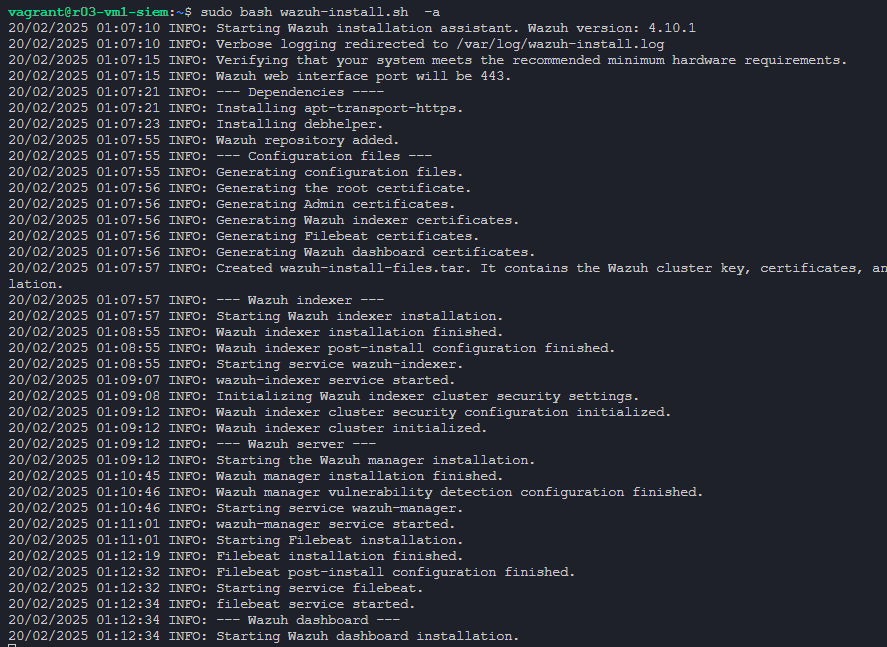 vagrant@r03-vm1-siem:~$ sudo bash wazuh-install.sh  -a
20/02/2025 01:07:10 INFO: Starting Wazuh installation assistant. Wazuh version: 4.10.1
20/02/2025 01:07:10 INFO: Verbose logging redirected to /var/log/wazuh-install.log
20/02/2025 01:07:15 INFO: Verifying that your system meets the recommended minimum hardware requirements.
20/02/2025 01:07:15 INFO: Wazuh web interface port will be 443.
20/02/2025 01:07:21 INFO: --- Dependencies ----
20/02/2025 01:07:21 INFO: Installing apt-transport-https.
20/02/2025 01:07:23 INFO: Installing debhelper.
20/02/2025 01:07:55 INFO: Wazuh repository added.
20/02/2025 01:07:55 INFO: --- Configuration files ---
20/02/2025 01:07:55 INFO: Generating configuration files.
20/02/2025 01:07:56 INFO: Generating the root certificate.
20/02/2025 01:07:56 INFO: Generating Admin certificates.
20/02/2025 01:07:56 INFO: Generating Wazuh indexer certificates.
20/02/2025 01:07:56 INFO: Generating Filebeat certificates.
20/02/2025 01:07:56 INFO: Generating Wazuh dashboard certificates.
20/02/2025 01:07:57 INFO: Created wazuh-install-files.tar. It contains the Wazuh cluster key, certificates, an
lation.
20/02/2025 01:07:57 INFO: --- Wazuh indexer ---
20/02/2025 01:07:57 INFO: Starting Wazuh indexer installation.
20/02/2025 01:08:55 INFO: Wazuh indexer installation finished.
20/02/2025 01:08:55 INFO: Wazuh indexer post-install configuration finished.
20/02/2025 01:08:55 INFO: Starting service wazuh-indexer.
20/02/2025 01:09:07 INFO: wazuh-indexer service started.
20/02/2025 01:09:08 INFO: Initializing Wazuh indexer cluster security settings.
20/02/2025 01:09:12 INFO: Wazuh indexer cluster security configuration initialized.
20/02/2025 01:09:12 INFO: Wazuh indexer cluster initialized.
20/02/2025 01:09:12 INFO: --- Wazuh server ---
20/02/2025 01:09:12 INFO: Starting the Wazuh manager installation.
20/02/2025 01:10:45 INFO: Wazuh manager installation finished.
20/02/2025 01:10:46 INFO: Wazuh manager vulnerability detection configuration finished.
20/02/2025 01:10:46 INFO: Starting service wazuh-manager.
20/02/2025 01:11:01 INFO: wazuh-manager service started.
20/02/2025 01:11:01 INFO: Starting Filebeat installation.
20/02/2025 01:12:19 INFO: Filebeat installation finished.
20/02/2025 01:12:32 INFO: Filebeat post-install configuration finished.
20/02/2025 01:12:32 INFO: Starting service filebeat.
20/02/2025 01:12:34 INFO: filebeat service started.
20/02/2025 01:12:34 INFO: --- Wazuh dashboard ---
20/02/2025 01:12:34 INFO: Starting Wazuh dashboard installation.